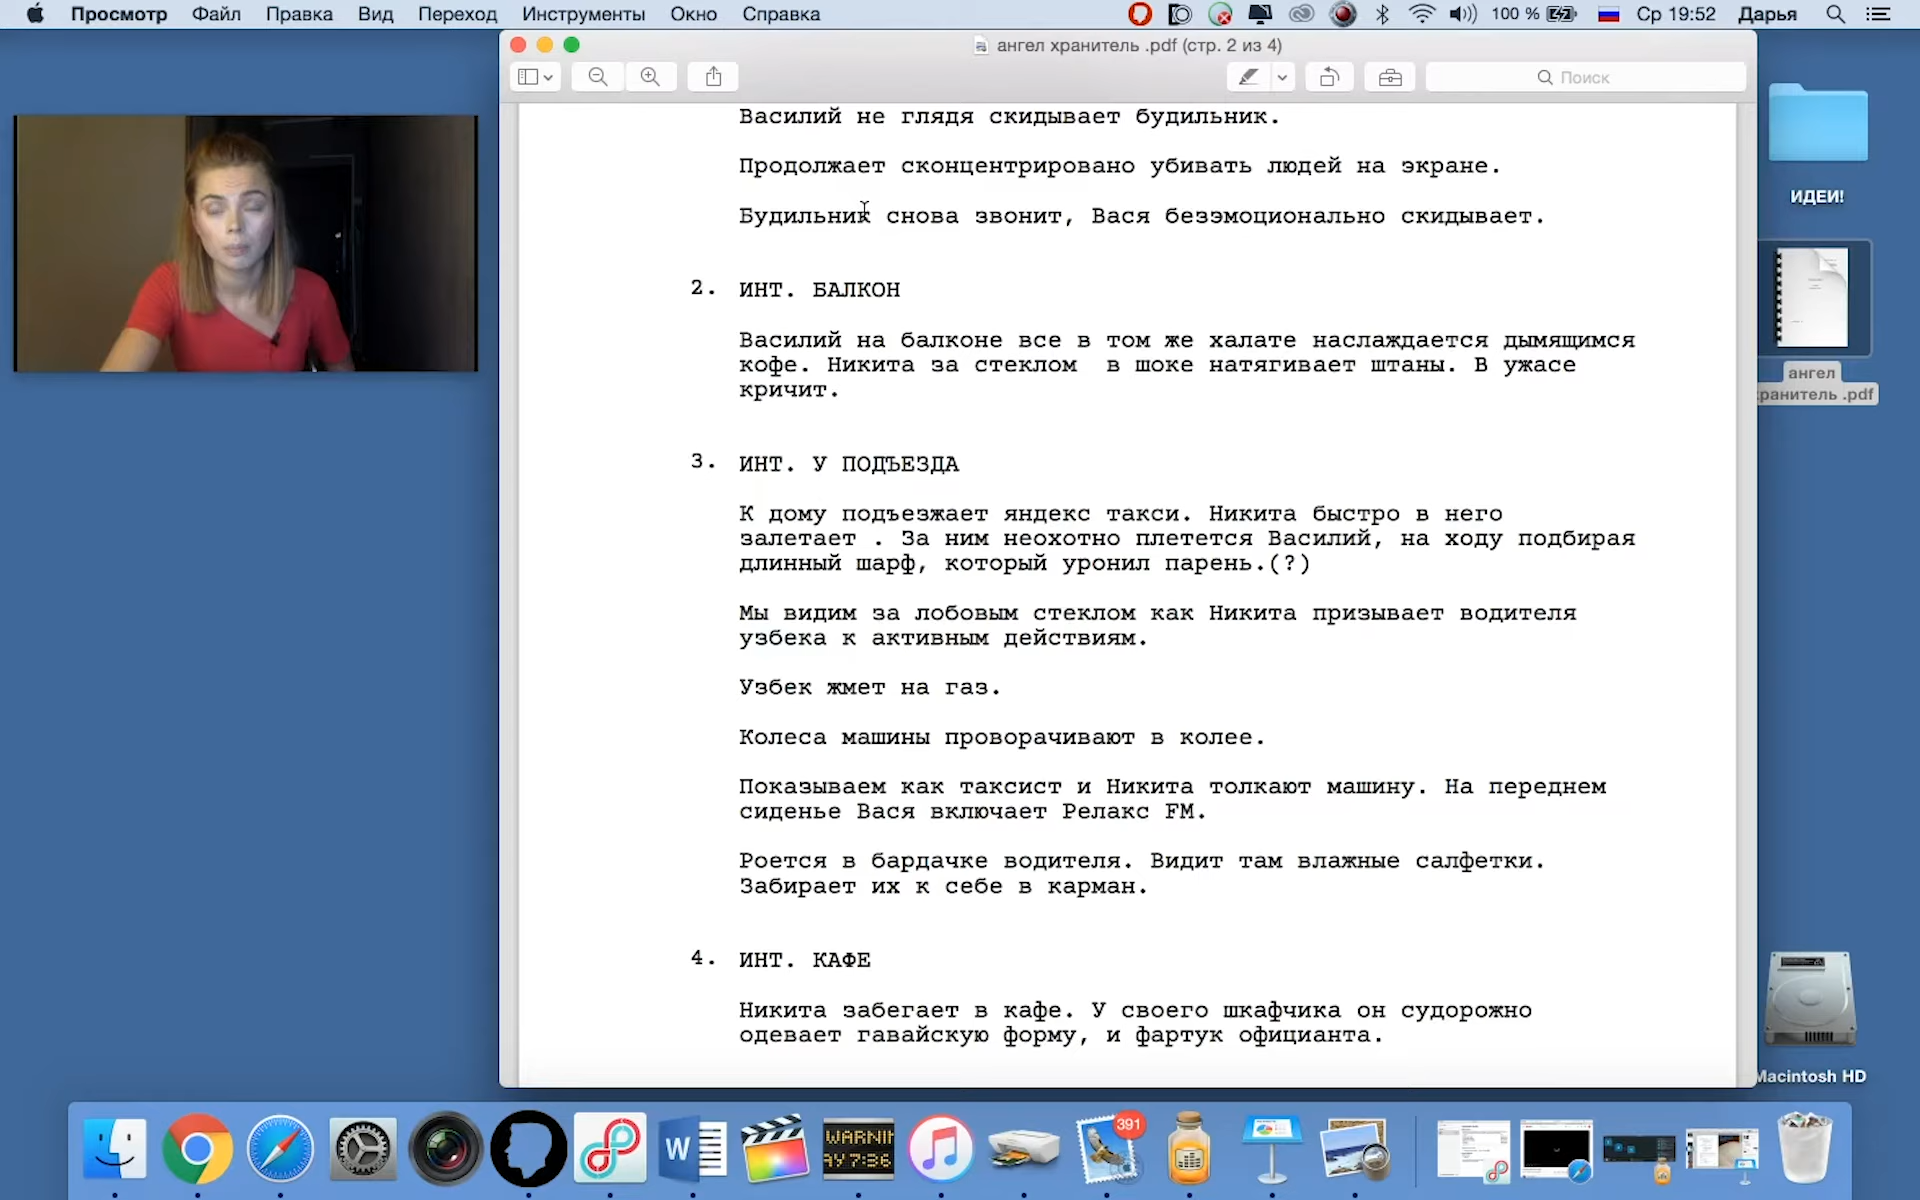 Просмотр Файл Правка Вид Переход Инструменты Окно Справка 100 % Ср 19:52 Дарья
ангел хранитель .pdf (стр. 2 из 4)
Поиск
Василий не глядя скидывает будильник.
Продолжает сконцентрировано убивать людей на экране.
Будильник снова звонит, Вася безэмоционально скидывает.
2. ИНТ. БАЛКОН
Василий на балконе все в том же халате наслаждается дымящимся
кофе. Никита за стеклом в шоке натягивает штаны. В ужасе
кричит.
3. ИНТ. У ПОДЪЕЗДА
К дому подъезжает яндекс такси. Никита быстро в него
залетает . За ним неохотно плетется Василий, на ходу подбирая
длинный шарф, который уронил парень.(?)
Мы видим за лобовым стеклом как Никита призывает водителя
узбека к активным действиям.
Узбек жмет на газ.
Колеса машины проворачивают в колее.
Показываем как таксист и Никита толкают машину. На переднем
сиденье Вася включает Релакс FM.
Роется в бардачке водителя. Видит там влажные салфетки.
Забирает их к себе в карман.
4. ИНТ. КАФЕ
Никита забегает в кафе. У своего шкафчика он судорожно
одевает гавайскую форму, и фартук официанта.
ИДЕИ!
ангел
хранитель .pdf
Macintosh HD
W
WARNIN
AY 7:36
391